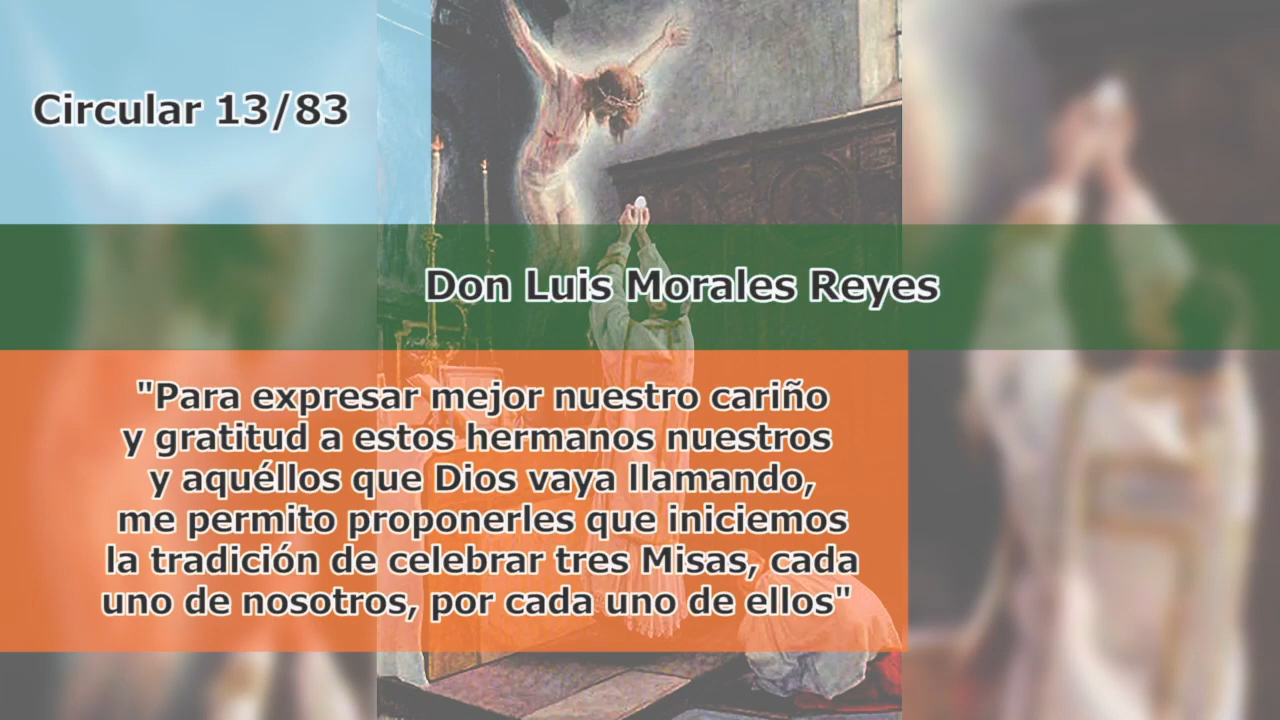 Circular 13/83
Don Luis Morales Reyes
"Para expresar mejor nuestro cariño
y gratitud a estos hermanos nuestros
y aquéllos que Dios vaya llamando,
me permito proponerles que iniciemos
la tradición de celebrar tres Misas, cada
uno de nosotros, por cada uno de ellos"